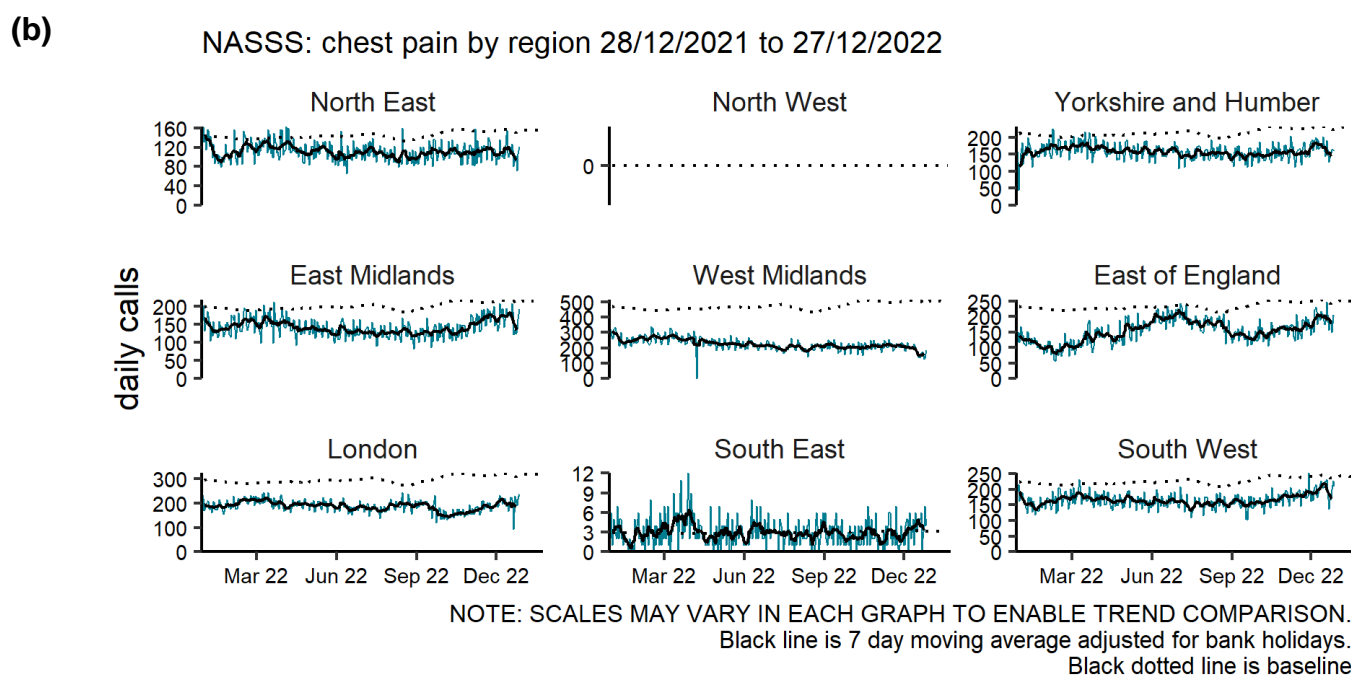 (b)
NASSS: chest pain by region 28/12/2021 to 27/12/2022
North East
160
120
80
40
0
North West
0
Yorkshire and Humber
200
150
100
50
0
daily calls
East Midlands
200
150
100
50
0
West Midlands
500
400
300
200
100
0
East of England
250
200
150
100
50
0
London
300
200
100
0
South East
12
9
6
3
0
South West
250
200
150
100
50
0
Mar 22 Jun 22 Sep 22 Dec 22
Mar 22 Jun 22 Sep 22 Dec 22
Mar 22 Jun 22 Sep 22 Dec 22
NOTE: SCALES MAY VARY IN EACH GRAPH TO ENABLE TREND COMPARISON.
Black line is 7 day moving average adjusted for bank holidays.
Black dotted line is baseline